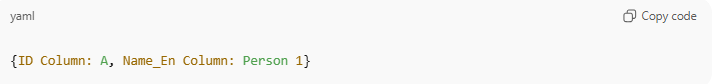 yaml
Copy code
{ID Column: A, Name_En Column: Person 1}